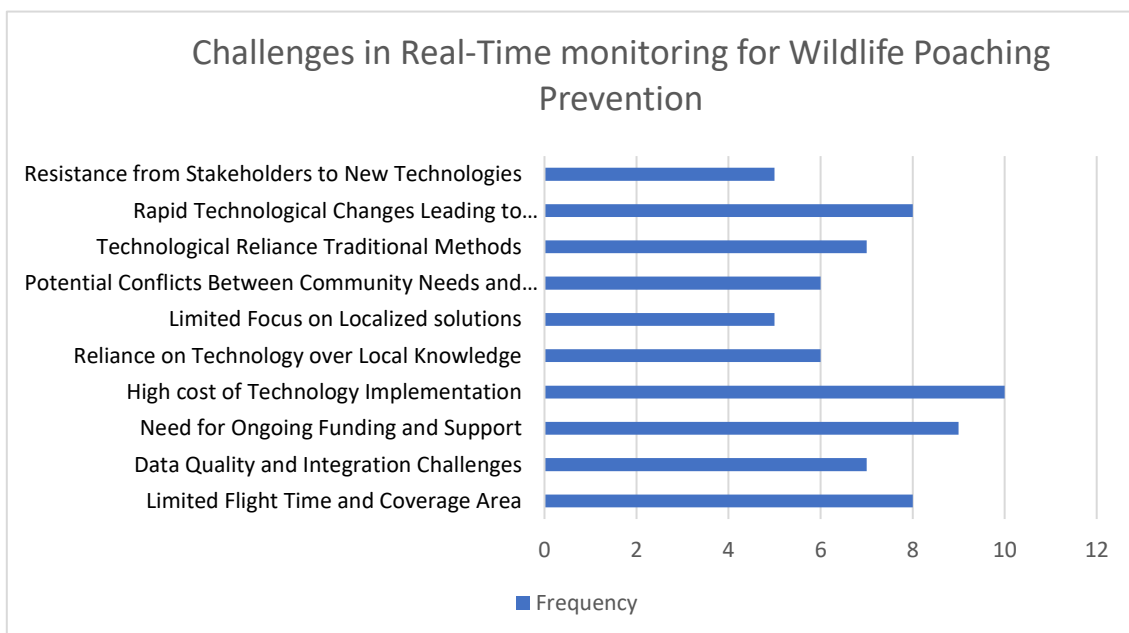 Challenges in Real-Time monitoring for Wildlife Poaching
Prevention
Resistance from Stakeholders to New Technologies
Rapid Technological Changes Leading to…
Technological Reliance Traditional Methods
Potential Conflicts Between Community Needs and…
Limited Focus on Localized solutions
Reliance on Technology over Local Knowledge
High cost of Technology Implementation
Need for Ongoing Funding and Support
Data Quality and Integration Challenges
Limited Flight Time and Coverage Area
0 2 4 6 8 10 12
Frequency